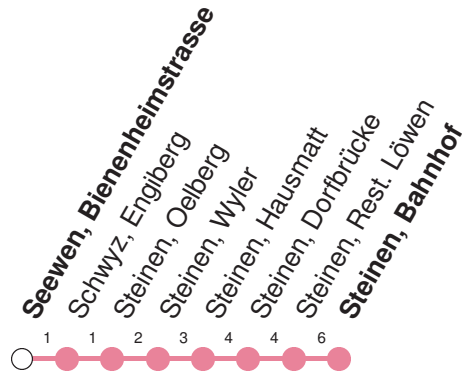 Seewen, Bienenheimstrasse
Schwyz, Engiberg
Steinen, Oelberg
Steinen, Wyler
Steinen, Hausmatt
Steinen, Dorfbrücke
Steinen, Rest. Löwen
Steinen, Bahnhof
1 1 2 3 4 4 6